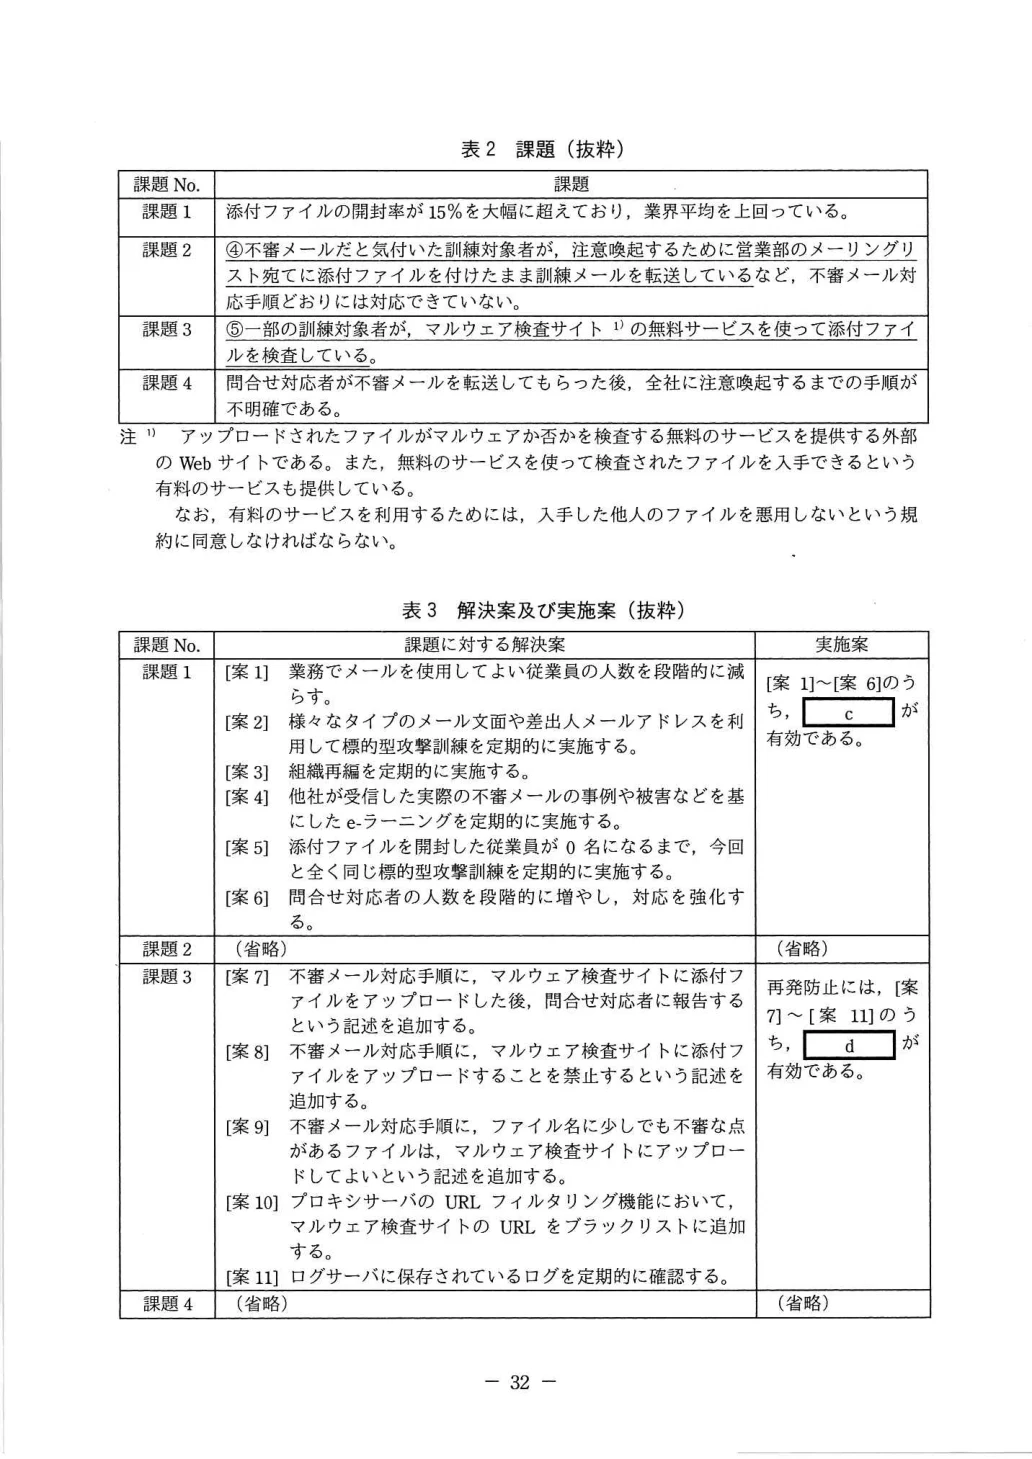 表2 課題（抜粋）
課題 No.
課題
課題1
添付ファイルの開封率が15%を大幅に超えており，業界平均を上回っている。
課題2
④不審メールだと気付いた訓練対象者が，注意喚起するために営業部のメーリングリ
スト宛てに添付ファイルを付けたまま訓練メールを転送しているなど，不審メール対
応手順どおりには対応できていない。
課題3
⑤一部の訓練対象者が，マルウェア検査サイト 1) の無料サービスを使って添付ファイ
ルを検査している。
課題4
問合せ対応者が不審メールを転送してもらった後，全社に注意喚起するまでの手順が
不明確である。
注 1) アップロードされたファイルがマルウェアか否かを検査する無料のサービスを提供する外部
の Web サイトである。また，無料のサービスを使って検査されたファイルを入手できるという
有料のサービスも提供している。
なお，有料のサービスを利用するためには，入手した他人のファイルを悪用しないという規
約に同意しなければならない。
表3 解決案及び実施案（抜粋）
課題 No.
課題に対する解決案
実施案
課題1
[案1] 業務でメールを使用してよい従業員の人数を段階的に減
らす。
[案2] 様々なタイプのメール文面や差出人メールアドレスを利
用して標的型攻撃訓練を定期的に実施する。
[案3] 組織再編を定期的に実施する。
[案4] 他社が受信した実際の不審メールの事例や被害などを基
にした e-ラーニングを定期的に実施する。
[案5] 添付ファイルを開封した従業員が 0 名になるまで，今回
と全く同じ標的型攻撃訓練を定期的に実施する。
[案6] 問合せ対応者の人数を段階的に増やし，対応を強化す
る。
[案 1]～[案 6]のう
ち， c が
有効である。
課題2
（省略）
（省略）
課題3
[案7] 不審メール対応手順に，マルウェア検査サイトに添付フ
ァイルをアップロードした後，問合せ対応者に報告する
という記述を追加する。
[案8] 不審メール対応手順に，マルウェア検査サイトに添付フ
ァイルをアップロードすることを禁止するという記述を
追加する。
[案9] 不審メール対応手順に，ファイル名に少しでも不審な点
があるファイルは，マルウェア検査サイトにアップロー
ドしてよいという記述を追加する。
[案10] プロキシサーバの URL フィルタリング機能において，
マルウェア検査サイトの URL をブラックリストに追加
する。
[案11] ログサーバに保存されているログを定期的に確認する。
再発防止には，[案
7]～[案 11]のう
ち， d が
有効である。
課題4
（省略）
（省略）
－ 32 －